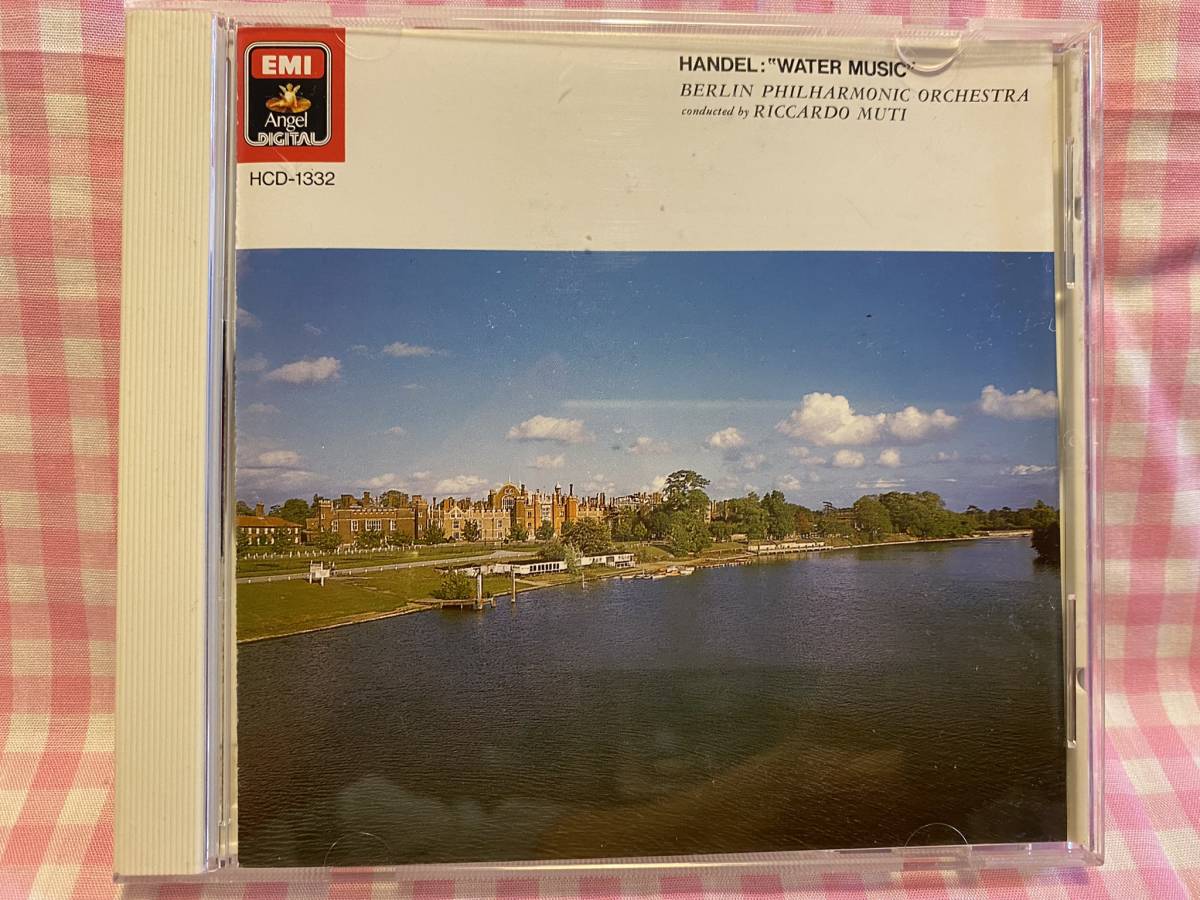 EMI
Angel
DIGITAL
HCD-1332
HANDEL: "WATER MUSIC"
BERLIN PHILHARMONIC ORCHESTRA
conducted by RICCARDO MUTI